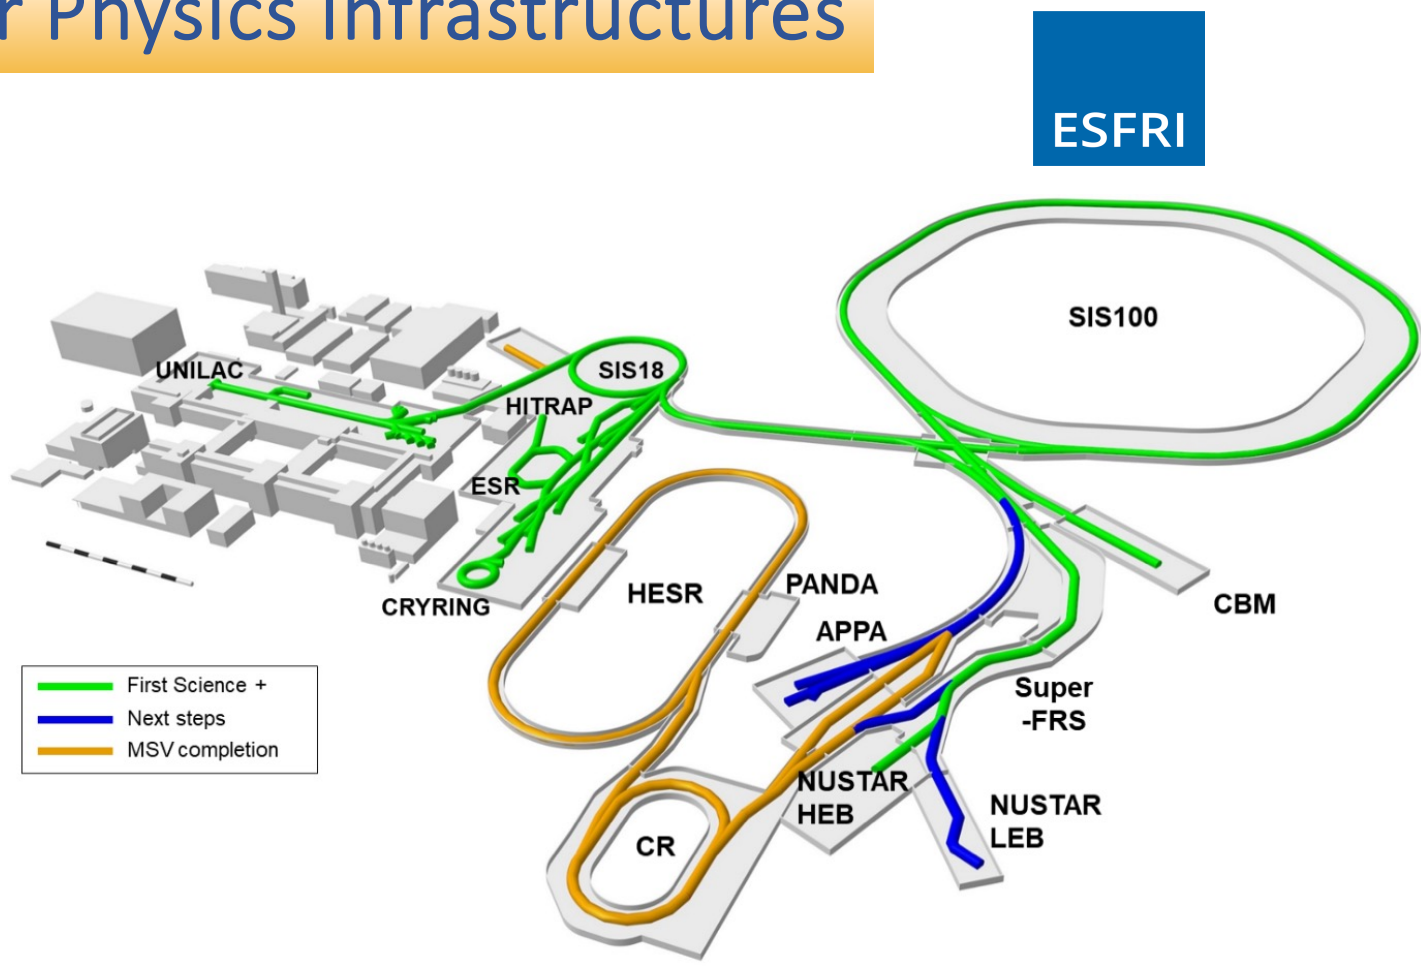 r Physics Infrastructures
ESFRI
SIS100
UNILAC
SIS18
HITRAP
ESR
HESR
PANDA
CRYRING
CBM
APPA
First Science +
Next steps
MSV completion
Super
-FRS
NUSTAR
HEB
NUSTAR
LEB
CR